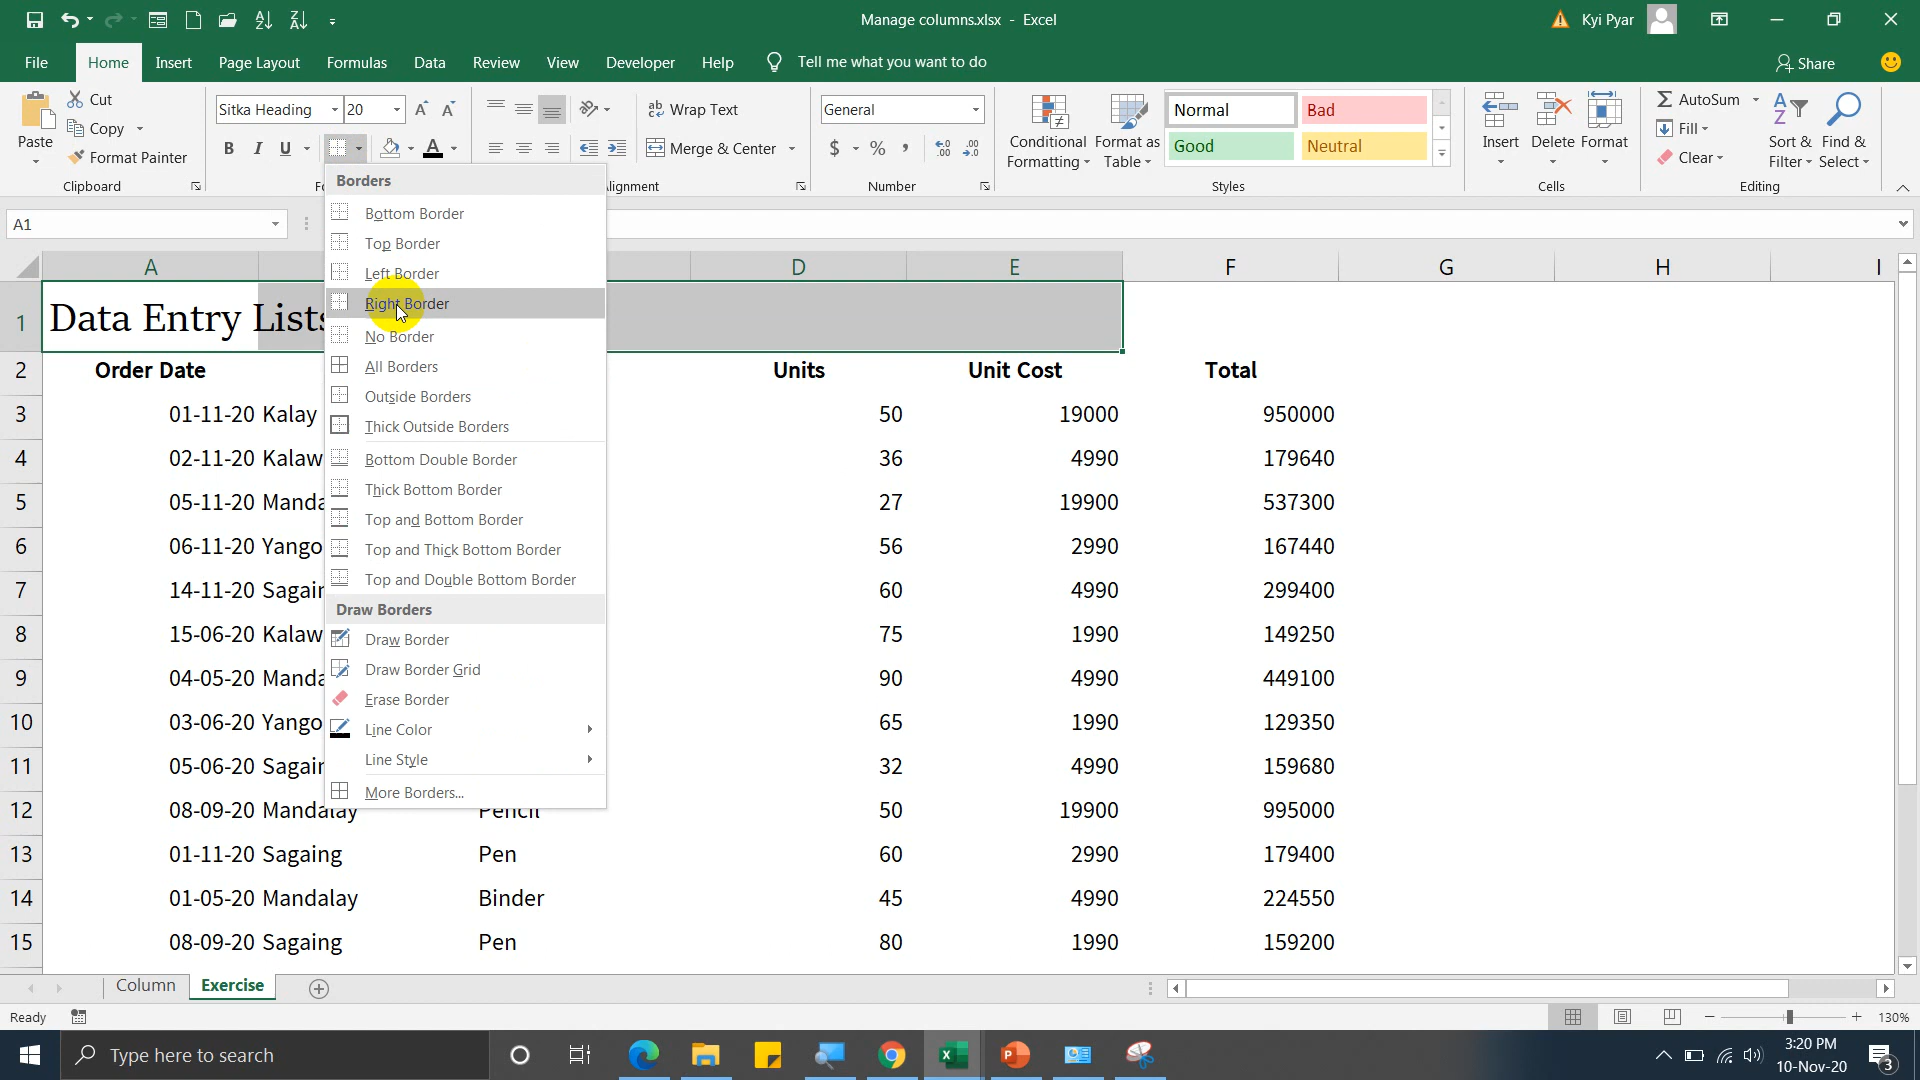 Manage columns.xlsx - Excel
Kyi Pyar
File Home Insert Page Layout Formulas Data Review View Developer Help Tell me what you want to do Share
Paste
Cut
Copy
Format Painter
Clipboard
Sitka Heading 20
B I U
Wrap Text
Merge & Center
General
$ %
Number
Conditional Formatting
Format as Table
Normal Bad
Good Neutral
Styles
Insert Delete Format
Cells
AutoSum
Fill
Clear
Sort & Filter
Find & Select
Editing
A1
Borders
Bottom Border
Top Border
Left Border
Right Border
No Border
All Borders
Outside Borders
Thick Outside Borders
Bottom Double Border
Thick Bottom Border
Top and Bottom Border
Top and Thick Bottom Border
Top and Double Bottom Border
Draw Borders
Draw Border
Draw Border Grid
Erase Border
Line Color
Line Style
More Borders...
A D E F G H I
1 Data Entry Lists
2 Order Date Units Unit Cost Total
3 01-11-20 Kalay 50 19000 950000
4 02-11-20 Kalaw 36 4990 179640
5 05-11-20 Manda 27 19900 537300
6 06-11-20 Yango 56 2990 167440
7 14-11-20 Sagair 60 4990 299400
8 15-06-20 Kalaw 75 1990 149250
9 04-05-20 Manda 90 4990 449100
10 03-06-20 Yango 65 1990 129350
11 05-06-20 Sagair 32 4990 159680
12 08-09-20 Mandalay Pencil 50 19900 995000
13 01-11-20 Sagaing Pen 60 2990 179400
14 01-05-20 Mandalay Binder 45 4990 224550
15 08-09-20 Sagaing Pen 80 1990 159200
Column Exercise
Ready
130%
Type here to search
3:20 PM
10-Nov-20
3